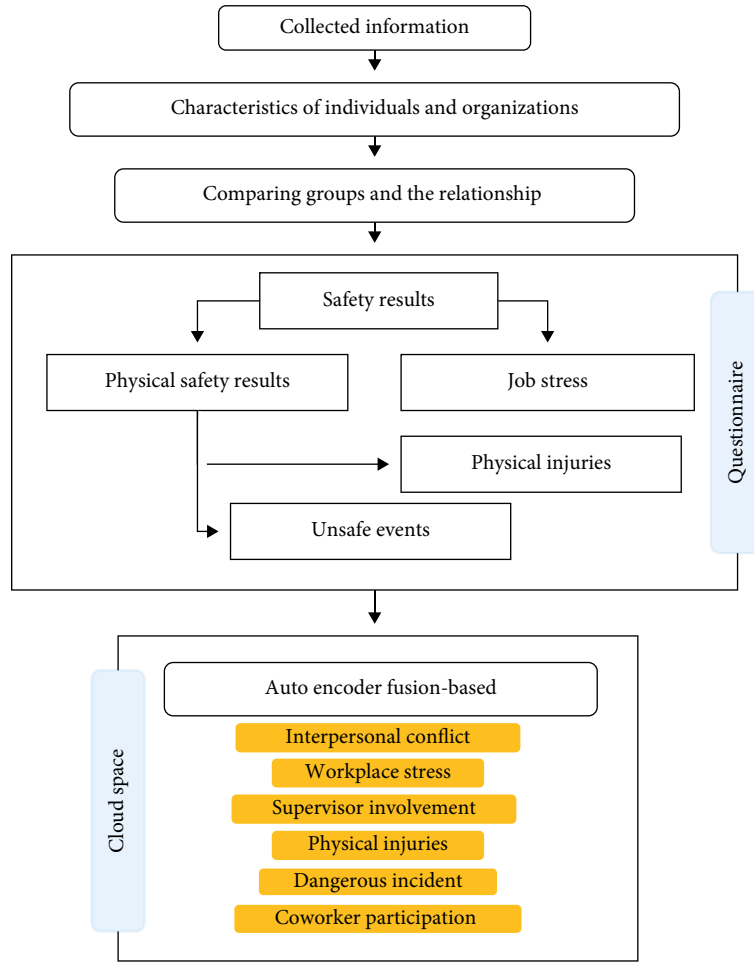 Collected information
Characteristics of individuals and organizations
Comparing groups and the relationship
Safety results
Physical safety results
Job stress
Physical injuries
Unsafe events
Questionnaire
Auto encoder fusion-based
Interpersonal conflict
Workplace stress
Supervisor involvement
Physical injuries
Dangerous incident
Coworker participation
Cloud space